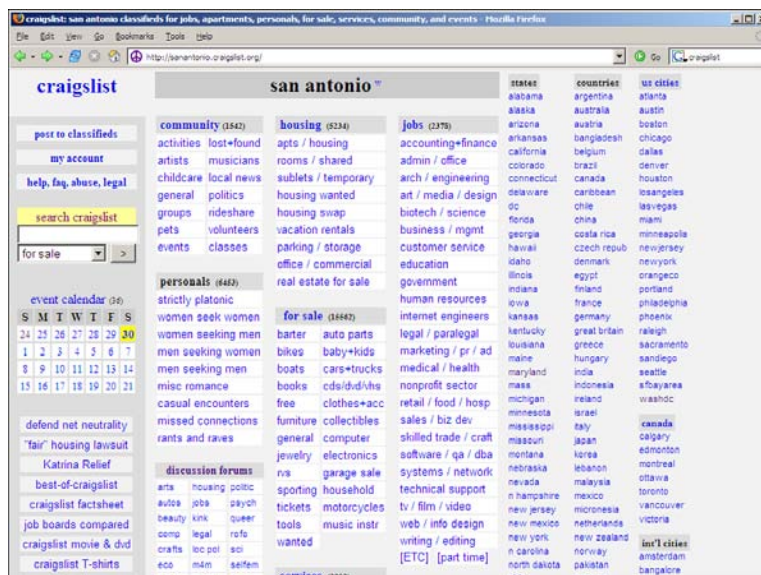 craigslist: san antonio classifieds for jobs, apartments, personals, for sale, services, community, and events - Mozilla Firefox
File Edit View Go Bookmarks Tools Help
http://sanantonio.craigslist.org/
Go
craigslist
craigslist
post to classifieds
my account
help, faq, abuse, legal
search craigslist
for sale
>
event calendar (3d)
S M T W T F S
24 25 26 27 28 29 30
1 2 3 4 5 6 7
8 9 10 11 12 13 14
15 16 17 18 19 20 21
defend net neutrality
"fair" housing lawsuit
Katrina Relief
best-of-craigslist
craigslist factsheet
job boards compared
craigslist movie & dvd
craigslist T-shirts
san antonio w
community (1542)
activities lost+found
artists musicians
childcare local news
general politics
groups rideshare
pets volunteers
events classes
personals
strictly platonic
women seek women
women seeking men
men seeking women
men seeking men
misc romance
casual encounters
missed connections
rants and raves
discussion forums
arts housing politic
autos jobs psych
beauty kink queer
comp legal rofo
crafts loc pol sci
eco m4m selfem
housing (5234)
apts / housing
rooms / shared
sublets / temporary
housing wanted
housing swap
vacation rentals
parking / storage
office / commercial
real estate for sale
for sale
barter auto parts
bikes baby+kids
boats cars+trucks
books cds/dvd/vhs
free clothes+acc
furniture collectibles
general computer
jewelry electronics
rvs garage sale
sporting household
tickets motorcycles
tools music instr
wanted
services
jobs (2378)
accounting+finance
admin / office
arch / engineering
art / media / design
biotech / science
business / mgmt
customer service
education
government
human resources
internet engineers
legal / paralegal
marketing / pr / ad
medical / health
nonprofit sector
retail / food / hosp
sales / biz dev
skilled trade / craft
software / qa / dba
systems / network
technical support
tv / film / video
web / info design
writing / editing
[ETC] [part time]
states
alabama
alaska
arizona
arkansas
california
colorado
connecticut
delaware
dc
florida
georgia
hawaii
idaho
illinois
indiana
iowa
kansas
kentucky
louisiana
maine
maryland
mass
michigan
minnesota
mississippi
missouri
montana
nebraska
nevada
n hampshire
new jersey
new mexico
new york
n carolina
north dakota
countries
argentina
australia
austria
bangladesh
belgium
brazil
canada
caribbean
chile
china
costa rica
czech repub
denmark
egypt
finland
france
germany
great britain
greece
hungary
india
indonesia
ireland
israel
italy
japan
korea
lebanon
malaysia
mexico
micronesia
netherlands
new zealand
norway
pakistan
us cities
atlanta
austin
boston
chicago
dallas
denver
houston
losangeles
lasvegas
miami
minneapolis
newjersey
newyork
orangeco
portland
philadelphia
phoenix
raleigh
sacramento
sandiego
seattle
sfbayarea
washdc
canada
calgary
edmonton
montreal
ottawa
toronto
vancouver
victoria
int'l cities
amsterdam
bangalore